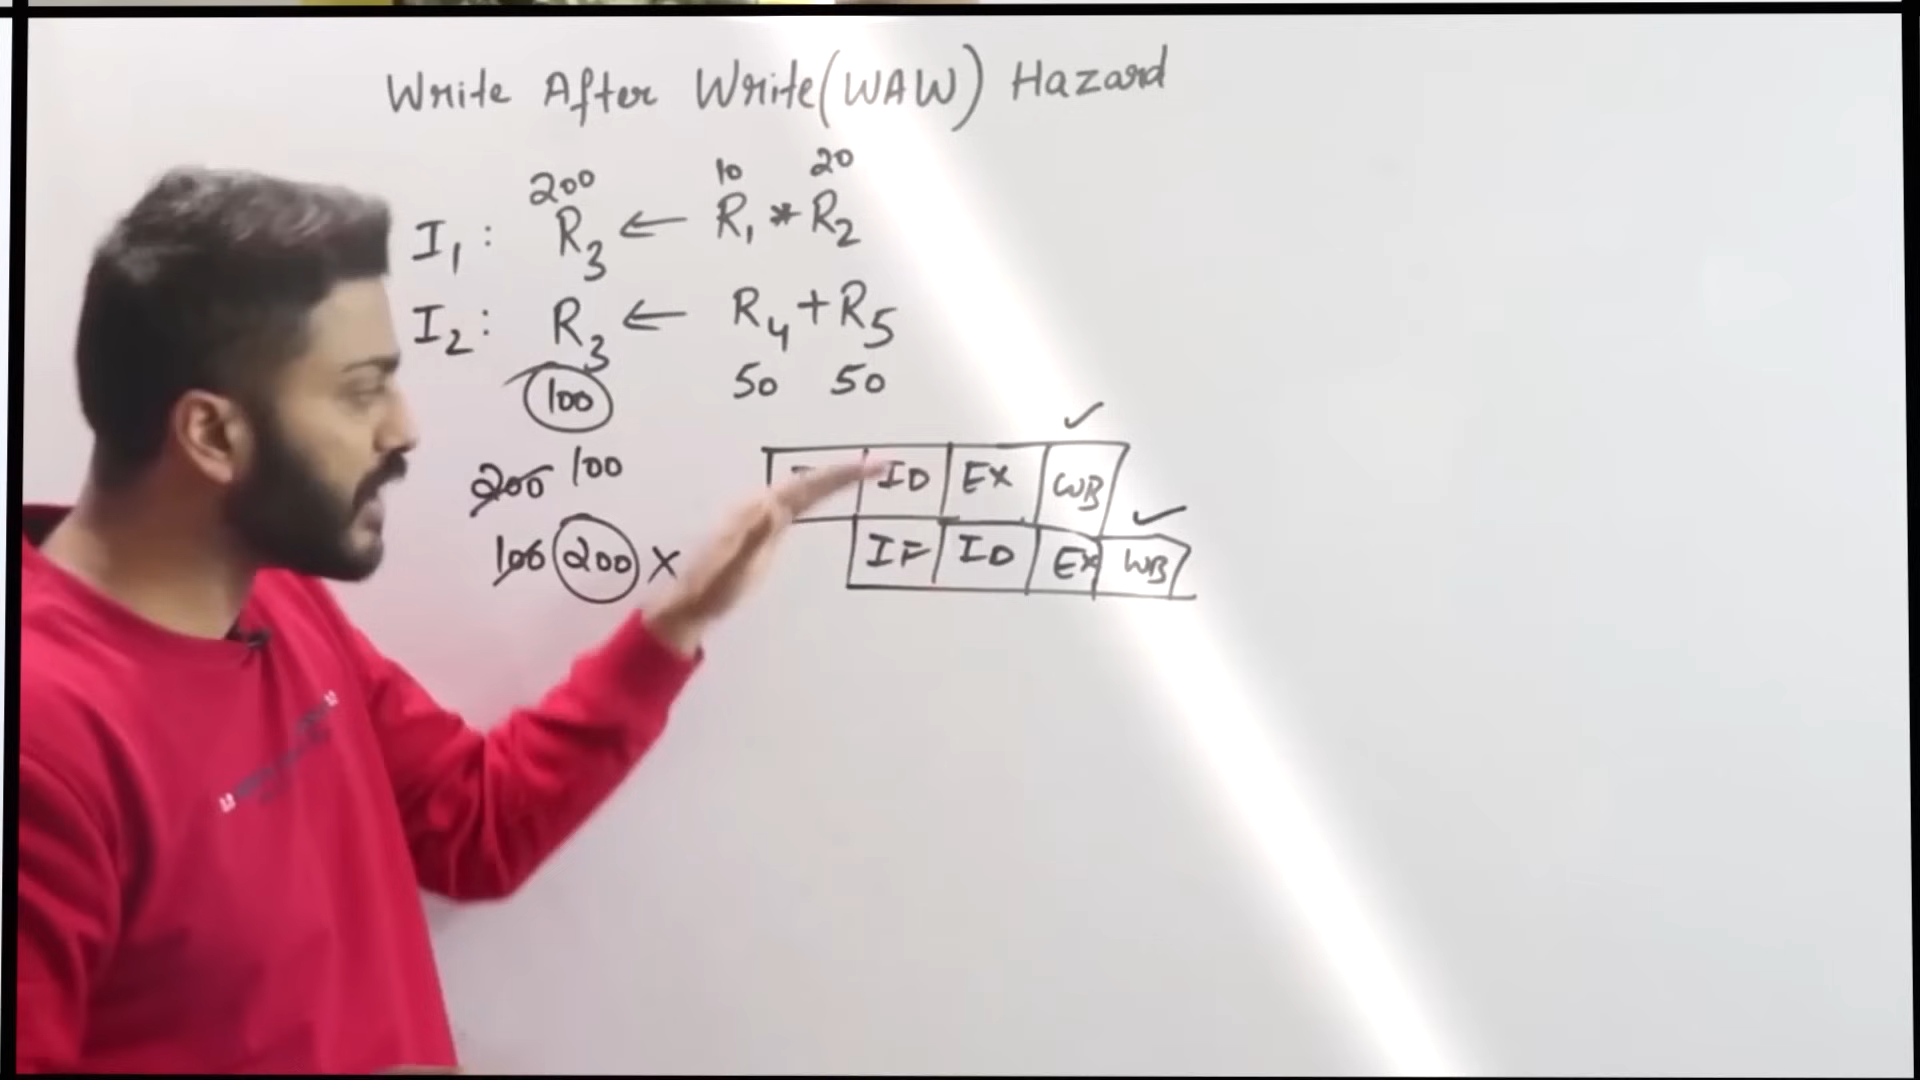 Write After Write (WAW) Hazard
200 10 20
I1 : R3 ← R1 * R2
I2 : R3 ← R4 + R5
100 50 50
200 100
100 200 X
ID EX WB
IF ID EX WB